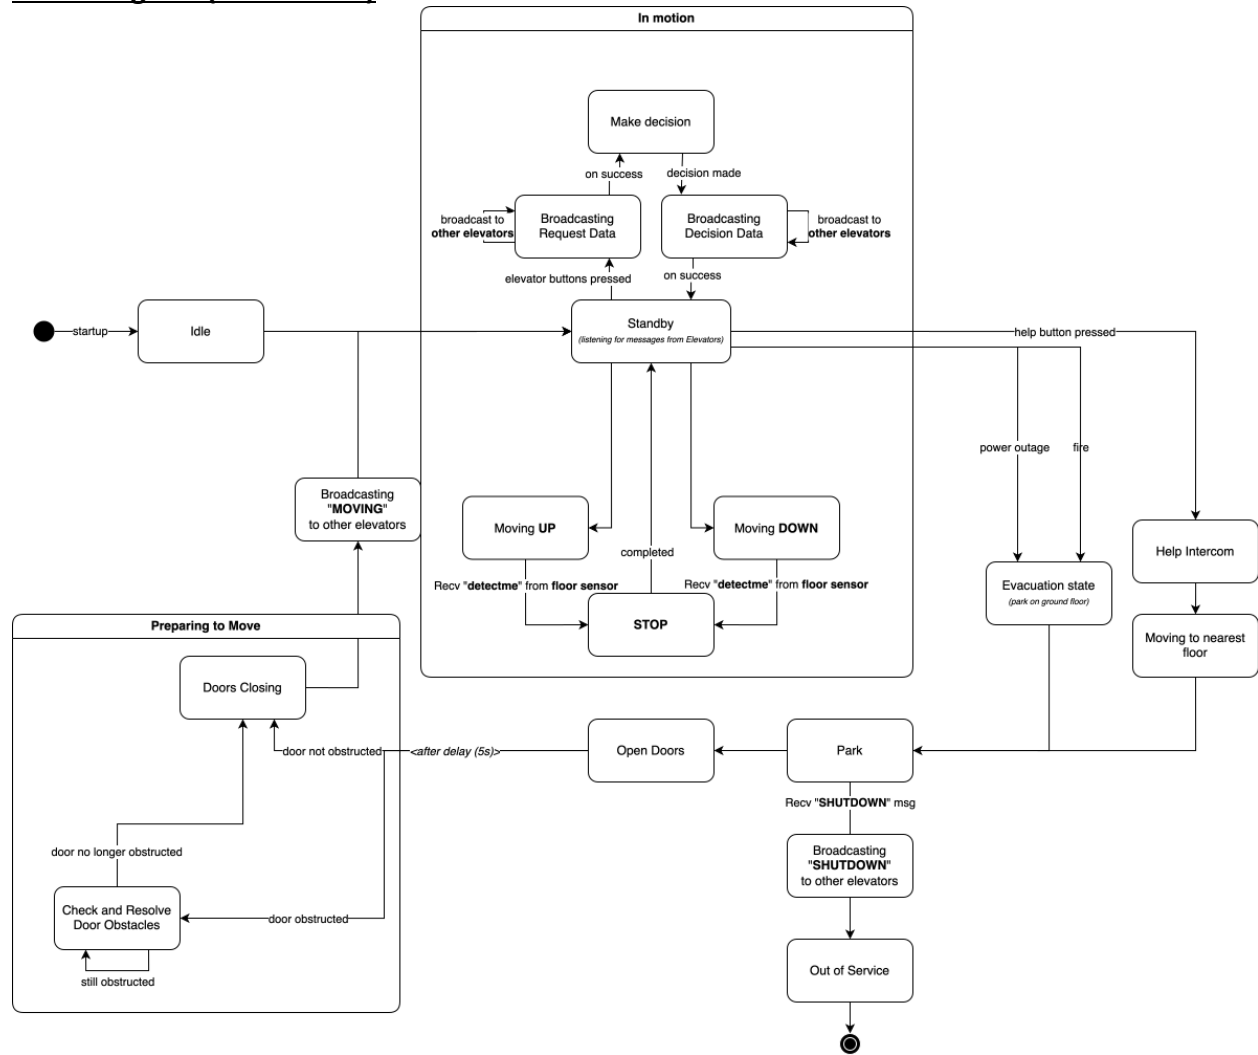 In motion
Make decision
on success
decision made
broadcast to
other elevators
Broadcasting
Request Data
Broadcasting
Decision Data
broadcast to
other elevators
elevator buttons pressed
on success
startup
Idle
Standby
(listening for messages from Elevators)
help button pressed
power outage
fire
Broadcasting
"MOVING"
to other elevators
Moving UP
Moving DOWN
completed
Recv "detectme" from floor sensor
Recv "detectme" from floor sensor
STOP
Help Intercom
Evacuation state
(park on ground floor)
Moving to nearest
floor
Preparing to Move
Doors Closing
door not obstructed
<after delay (5s)>
Open Doors
Park
Recv "SHUTDOWN" msg
Broadcasting
"SHUTDOWN"
to other elevators
door no longer obstructed
Check and Resolve
Door Obstacles
door obstructed
still obstructed
Out of Service